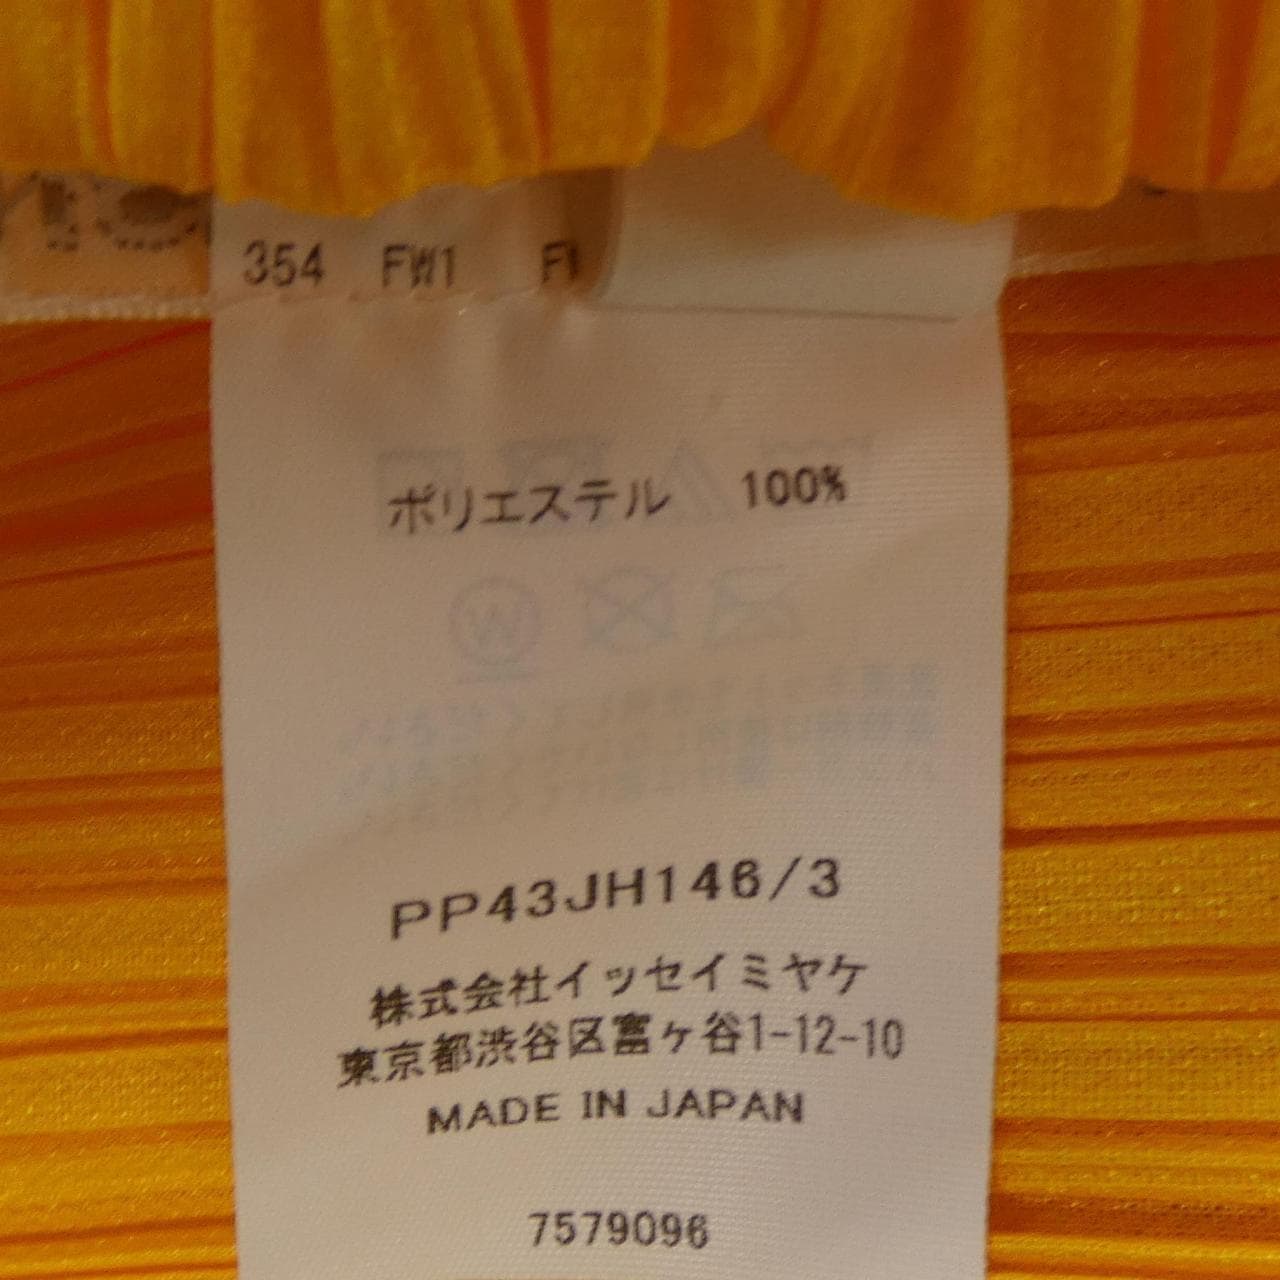 354 FW1
ポリエステル 100%
PP43JH146/3
株式会社イッセイミヤケ
東京都渋谷区富ヶ谷1-12-10
MADE IN JAPAN
7579096